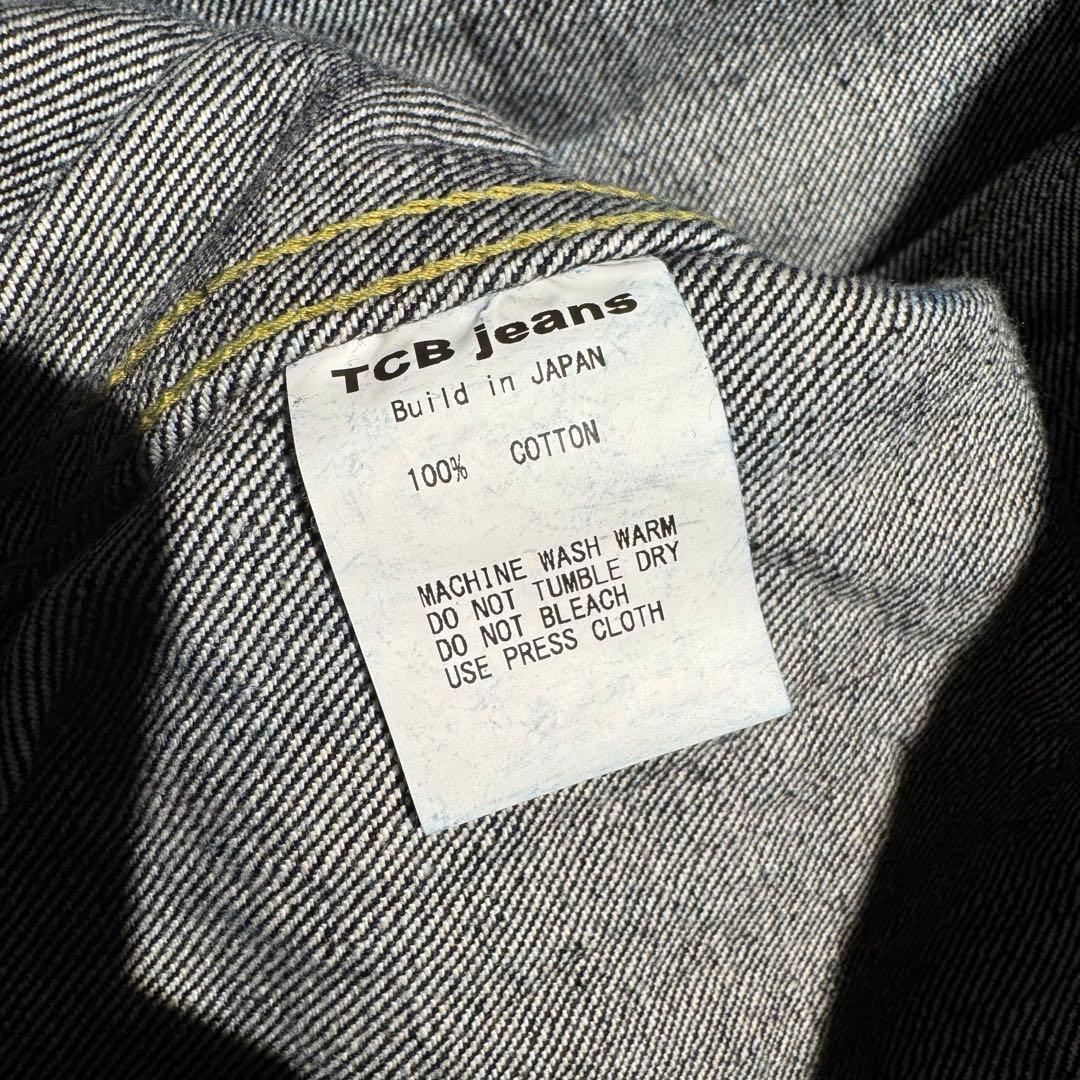 TCB jeans
Build in JAPAN
100% COTTON
MACHINE WASH WARM
DO NOT TUMBLE DRY
DO NOT BLEACH
USE PRESS CLOTH